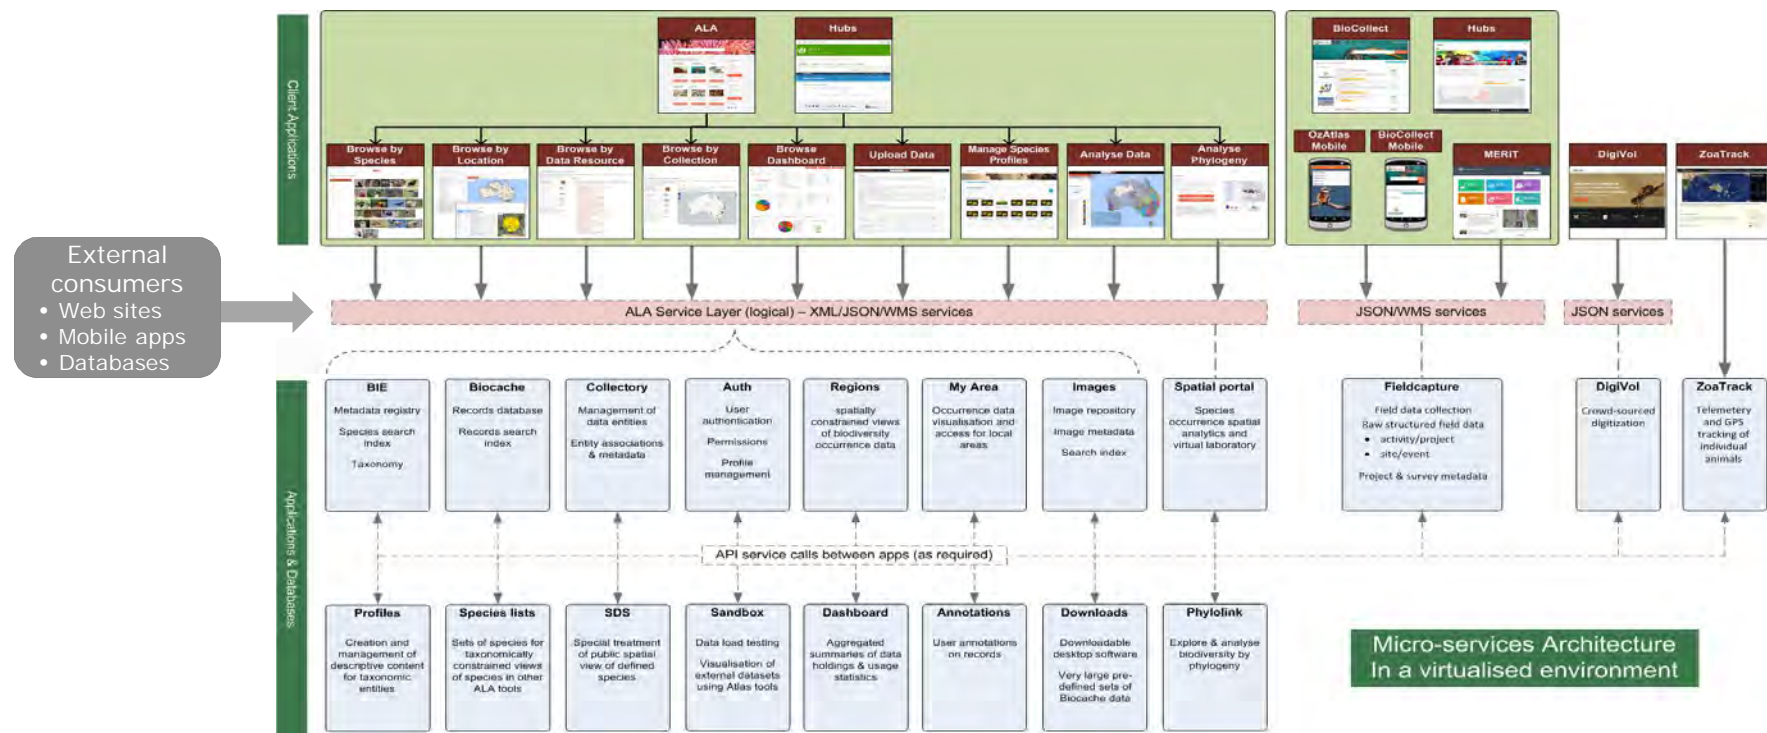 ALA
Hubs
BioCollect
Hubs
Client Applications
Browse by
Species
Browse by
Location
Browse by
Data Resource
Browse by
Collection
Browse
Dashboard
Upload Data
Manage Species
Profiles
Analyse Data
Analyse
Phylogeny
OzAtlas
Mobile
BioCollect
Mobile
MERIT
DigiVol
ZoaTrack
External
consumers
• Web sites
• Mobile apps
• Databases
ALA Service Layer (logical) – XML/JSON/WMS services
JSON/WMS services
JSON services
Applications & Databases
BIE
Metadata registry
Species search
index
Taxonomy
Biocache
Records database
Records search
index
Collectory
Management of
data entities
Entity associations
& metadata
Auth
User
authentication
Permissions
Profile
management
Regions
spatially
constrained views
of biodiversity
occurrence data
My Area
Occurrence data
visualisation and
access for local
areas
Images
Image repository
Image metadata
Search index
Spatial portal
Species
occurrence spatial
analytics and
virtual laboratory
Fieldcapture
Field data collection
Raw structured field data
• activity/project
• site/event
Project & survey metadata
DigiVol
Crowd-sourced
digitization
ZoaTrack
Telemetery
and GPS
tracking of
individual
animals
API service calls between apps (as required)
Profiles
Creation and
management of
descriptive content
for taxonomic
entities
Species lists
Sets of species for
taxonomically
constrained views
of species in other
ALA tools
SDS
Special treatment
of public spatial
view of defined
species
Sandbox
Data load testing
Visualisation of
external datasets
using Atlas tools
Dashboard
Aggregated
summaries of data
holdings & usage
statistics
Annotations
User annotations
on records
Downloads
Downloadable
desktop software
Very large pre-
defined sets of
Biocache data
Phylolink
Explore & analyse
biodiversity by
phylogeny
Micro-services Architecture
In a virtualised environment